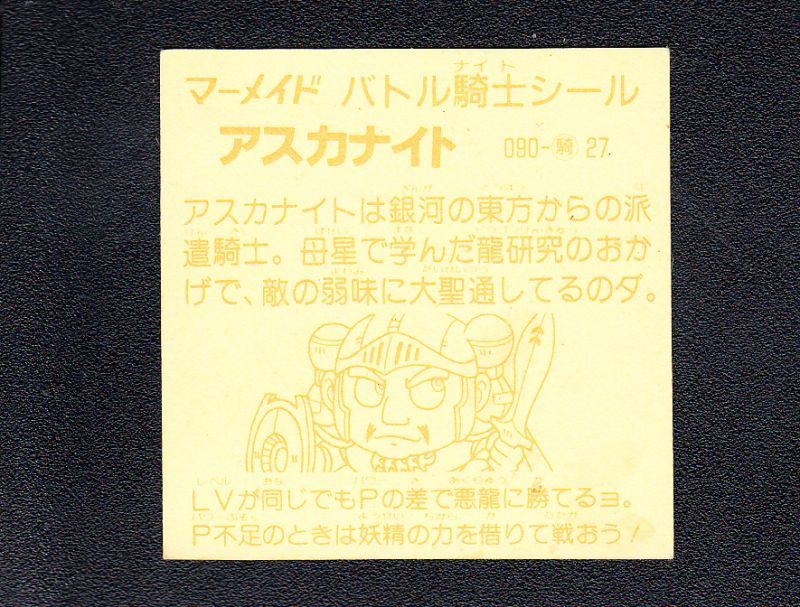 マーメイド バトル騎士シール
アスカナイト 090-騎 27.
アスカナイトは銀河の東方からの派
遣騎士。母星で学んだ龍研究のおか
げで、敵の弱味に大聖通してるのダ。
LVが同じでもPの差で悪龍に勝てるョ。
P不足のときは妖精の力を借りて戦おう!